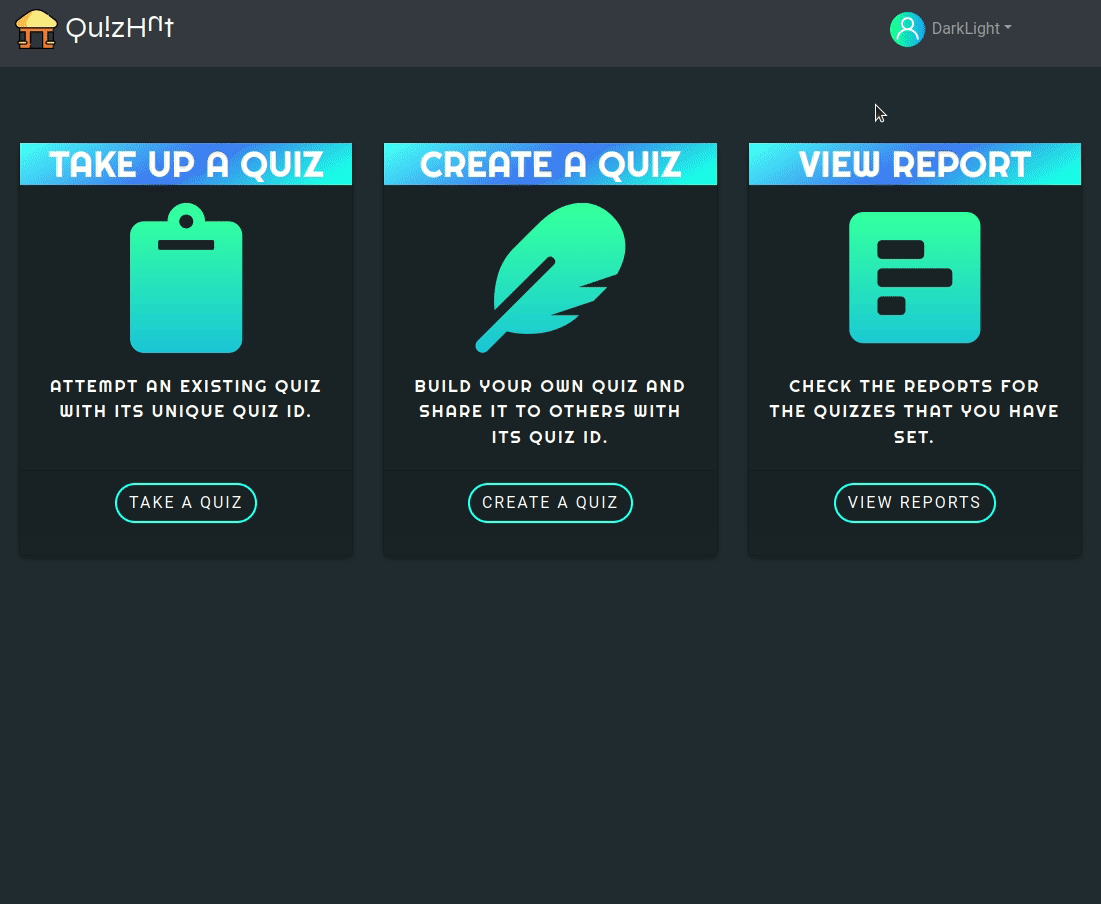 Qu!zHut
DarkLight
TAKE UP A QUIZ
CREATE A QUIZ
VIEW REPORT
ATTEMPT AN EXISTING QUIZ
WITH ITS UNIQUE QUIZ ID.
BUILD YOUR OWN QUIZ AND
SHARE IT TO OTHERS WITH
ITS QUIZ ID.
CHECK THE REPORTS FOR
THE QUIZZES THAT YOU HAVE
SET.
TAKE A QUIZ
CREATE A QUIZ
VIEW REPORTS